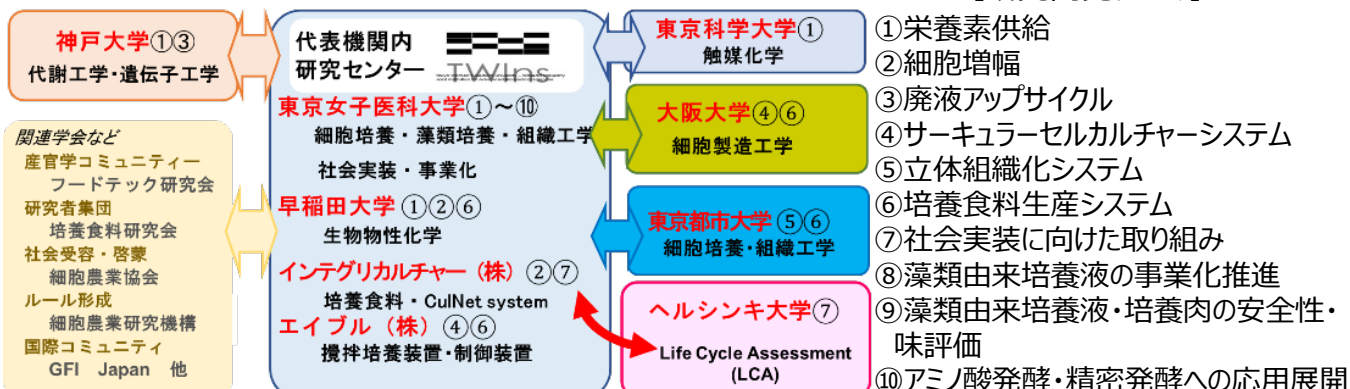 神戸大学①③
代謝工学・遺伝子工学
関連学会など
産官学コミュニティー
フードテック研究会
研究者集団
培養食料研究会
社会受容・啓蒙
細胞農業協会
ルール形成
細胞農業研究機構
国際コミュニティ
GFI Japan 他
代表機関内
研究センター
TWIns
東京女子医科大学①~⑩
細胞培養・藻類培養・組織工学
社会実装・事業化
早稲田大学①②⑥
生物物性化学
インテグリカルチャー(株)②⑦
培養食料・CulNet system
エイブル(株)④⑥
攪拌培養装置・制御装置
東京科学大学①
触媒化学
大阪大学④⑥
細胞製造工学
東京都市大学⑤⑥
細胞培養・組織工学
ヘルシンキ大学⑦
Life Cycle Assessment
(LCA)
①栄養素供給
②細胞増幅
③廃液アップサイクル
④サーキュラーセルカルチャーシステム
⑤立体組織化システム
⑥培養食料生産システム
⑦社会実装に向けた取り組み
⑧藻類由来培養液の事業化推進
⑨藻類由来培養液・培養肉の安全性・
味評価
⑩アミノ酸発酵・精密発酵への応用展開